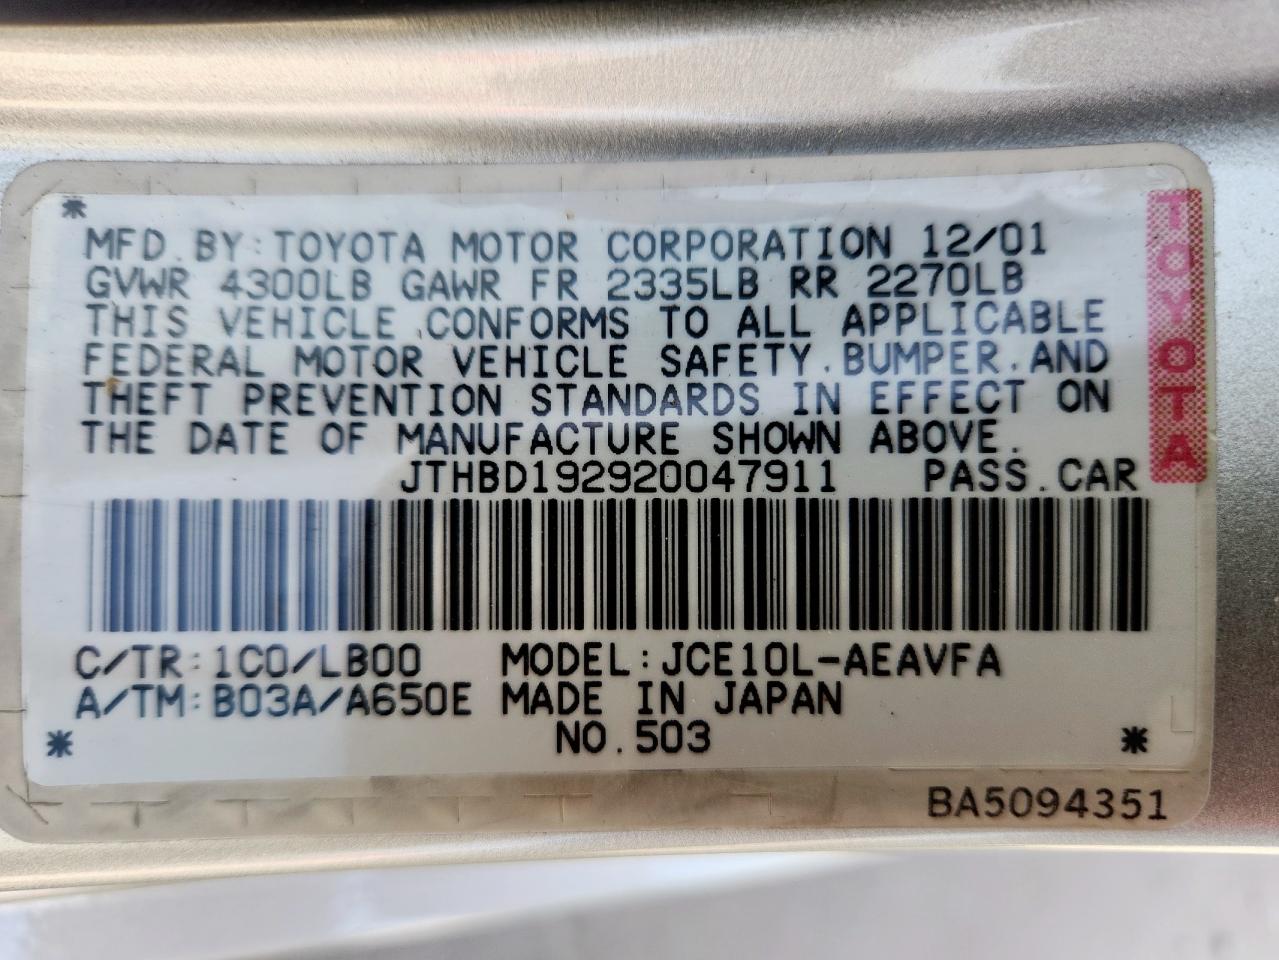 *
MFD.BY:TOYOTA MOTOR CORPORATION 12/01
GVWR 4300LB GAWR FR 2335LB RR 2270LB
THIS VEHICLE CONFORMS TO ALL APPLICABLE
FEDERAL MOTOR VEHICLE SAFETY.BUMPER.AND
THEFT PREVENTION STANDARDS IN EFFECT ON
THE DATE OF MANUFACTURE SHOWN ABOVE.
JTHBD192920047911 PASS.CAR
TOYOTA
C/TR:1C0/LB00 MODEL:JCE10L-AEAVFA
A/TM:B03A/A650E MADE IN JAPAN
* NO.503 *
BA5094351